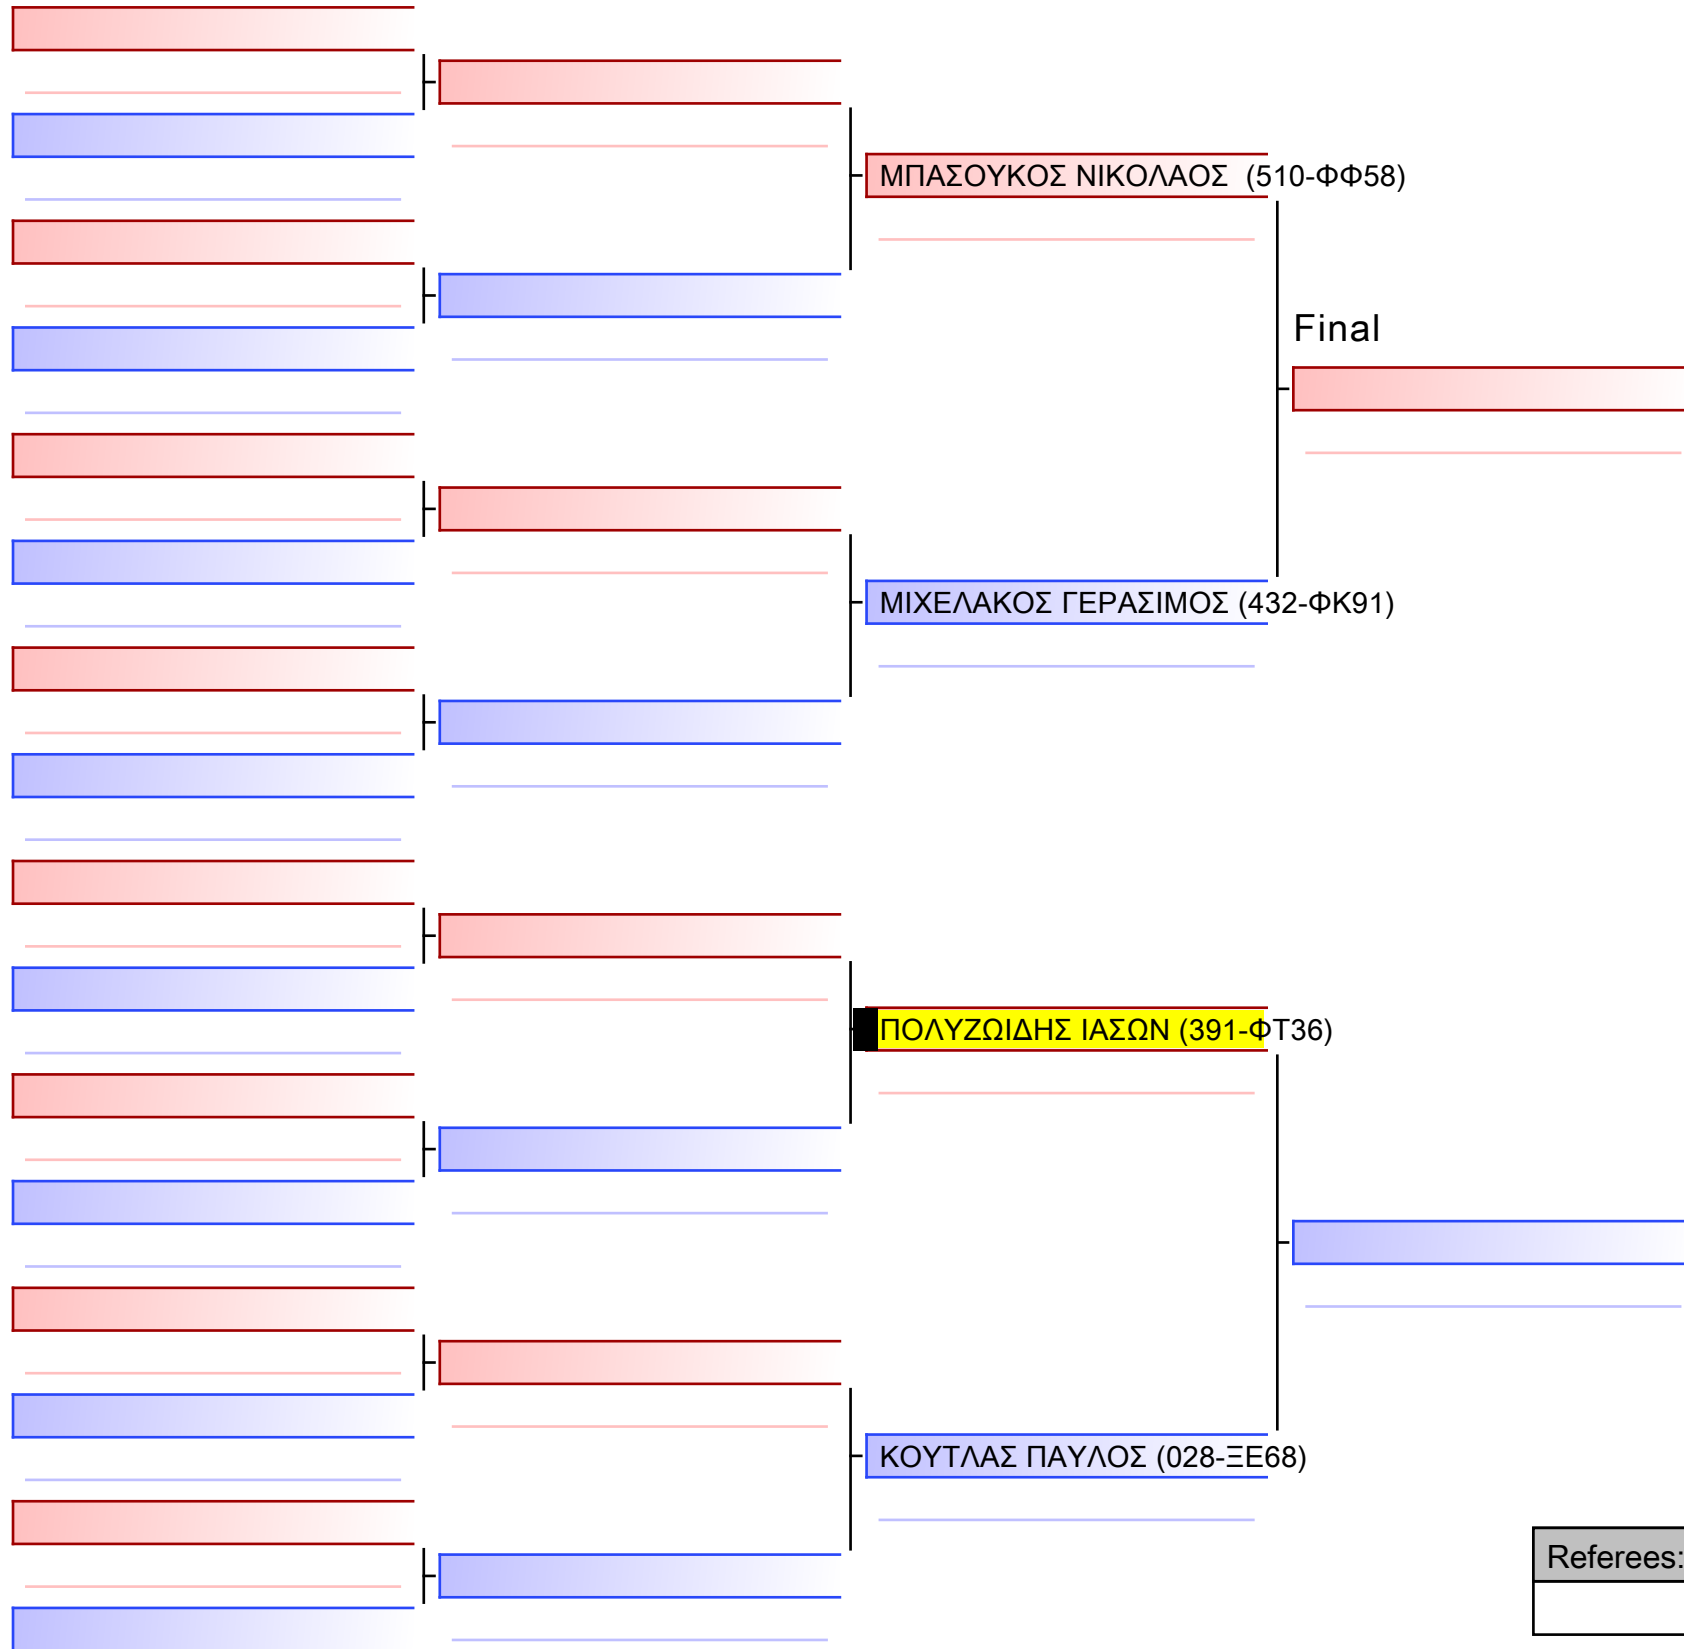 ΜΠΑΣΟΥΚΟΣ ΝΙΚΟΛΑΟΣ  (510-ΦΦ58)
Final
ΜΙΧΕΛΑΚΟΣ ΓΕΡΑΣΙΜΟΣ (432-ΦΚ91)
ΠΟΛΥΖΩΙΔΗΣ ΙΑΣΩΝ (391-ΦΤ36)
ΚΟΥΤΛΑΣ ΠΑΥΛΟΣ (028-ΞΕ68)
Referees: